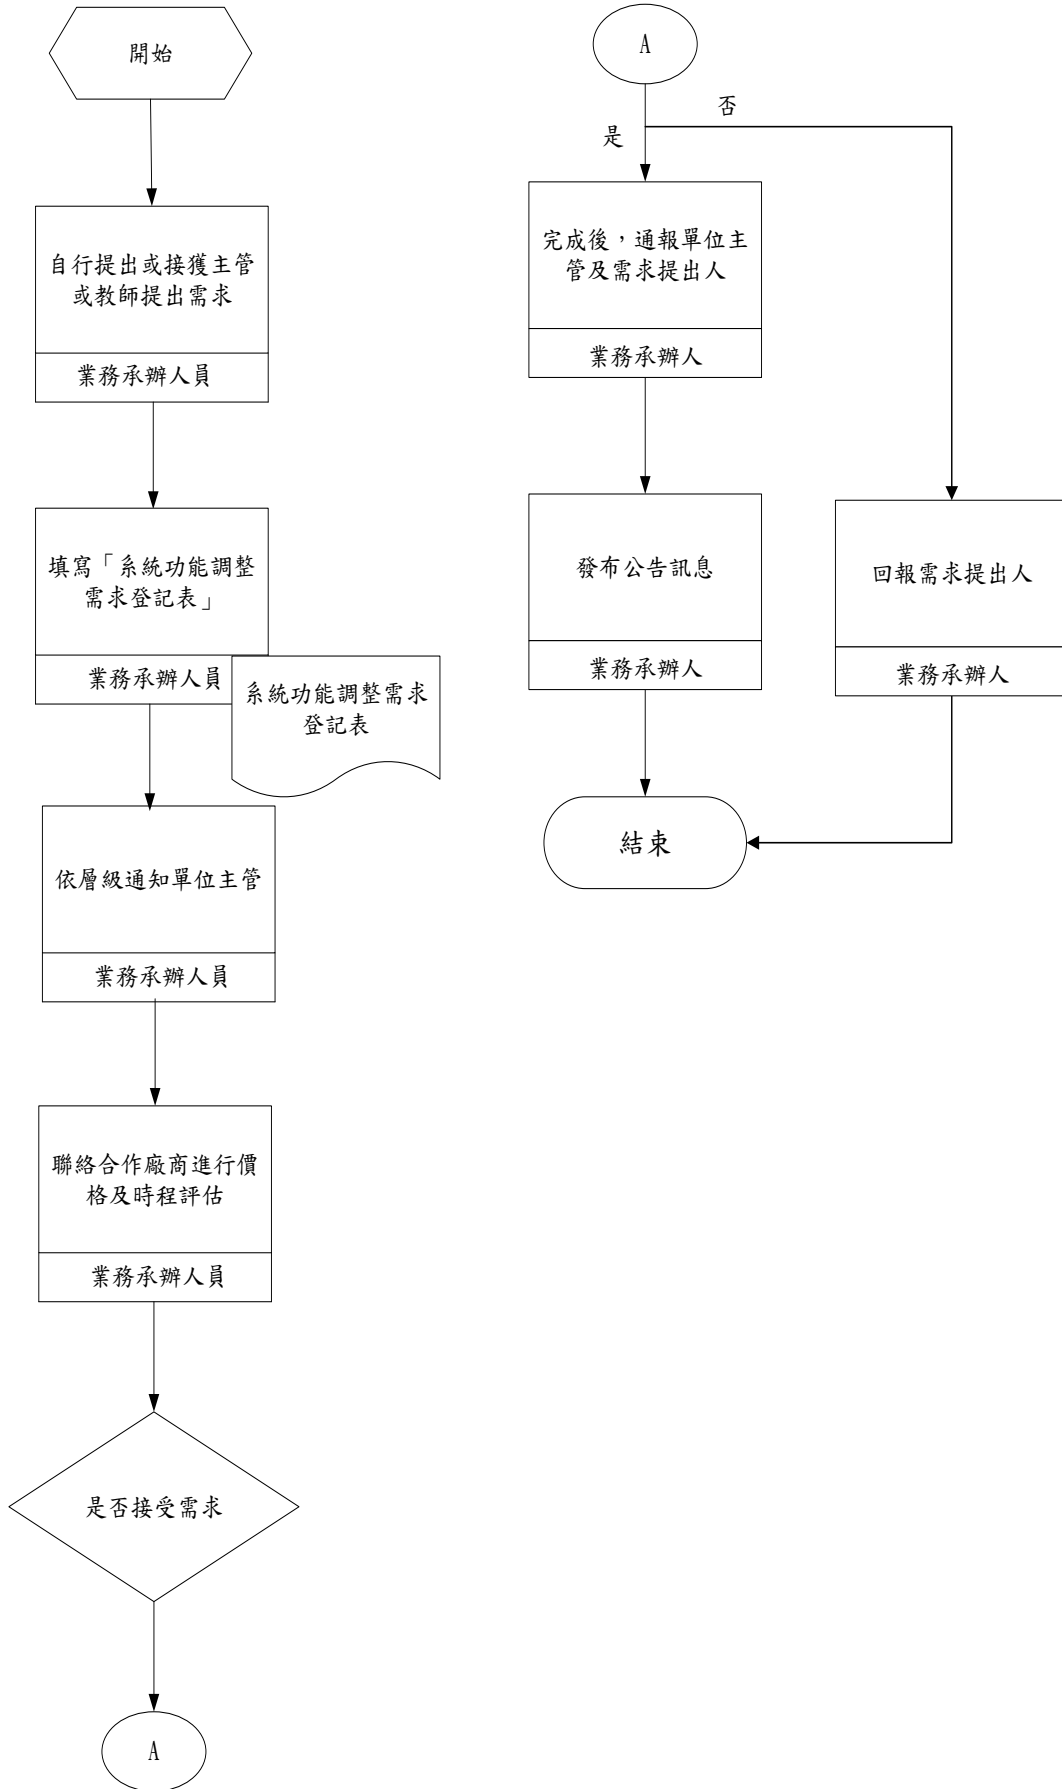 開始
自行提出或接獲主管
或教師提出需求
業務承辦人員
填寫「系統功能調整
需求登記表」
業務承辦人員
系統功能調整需求
登記表
依層級通知單位主管
業務承辦人員
聯絡合作廠商進行價
格及時程評估
業務承辦人員
是否接受需求
A
A
是
否
完成後，通報單位主
管及需求提出人
業務承辦人
發布公告訊息
業務承辦人
回報需求提出人
業務承辦人
結束